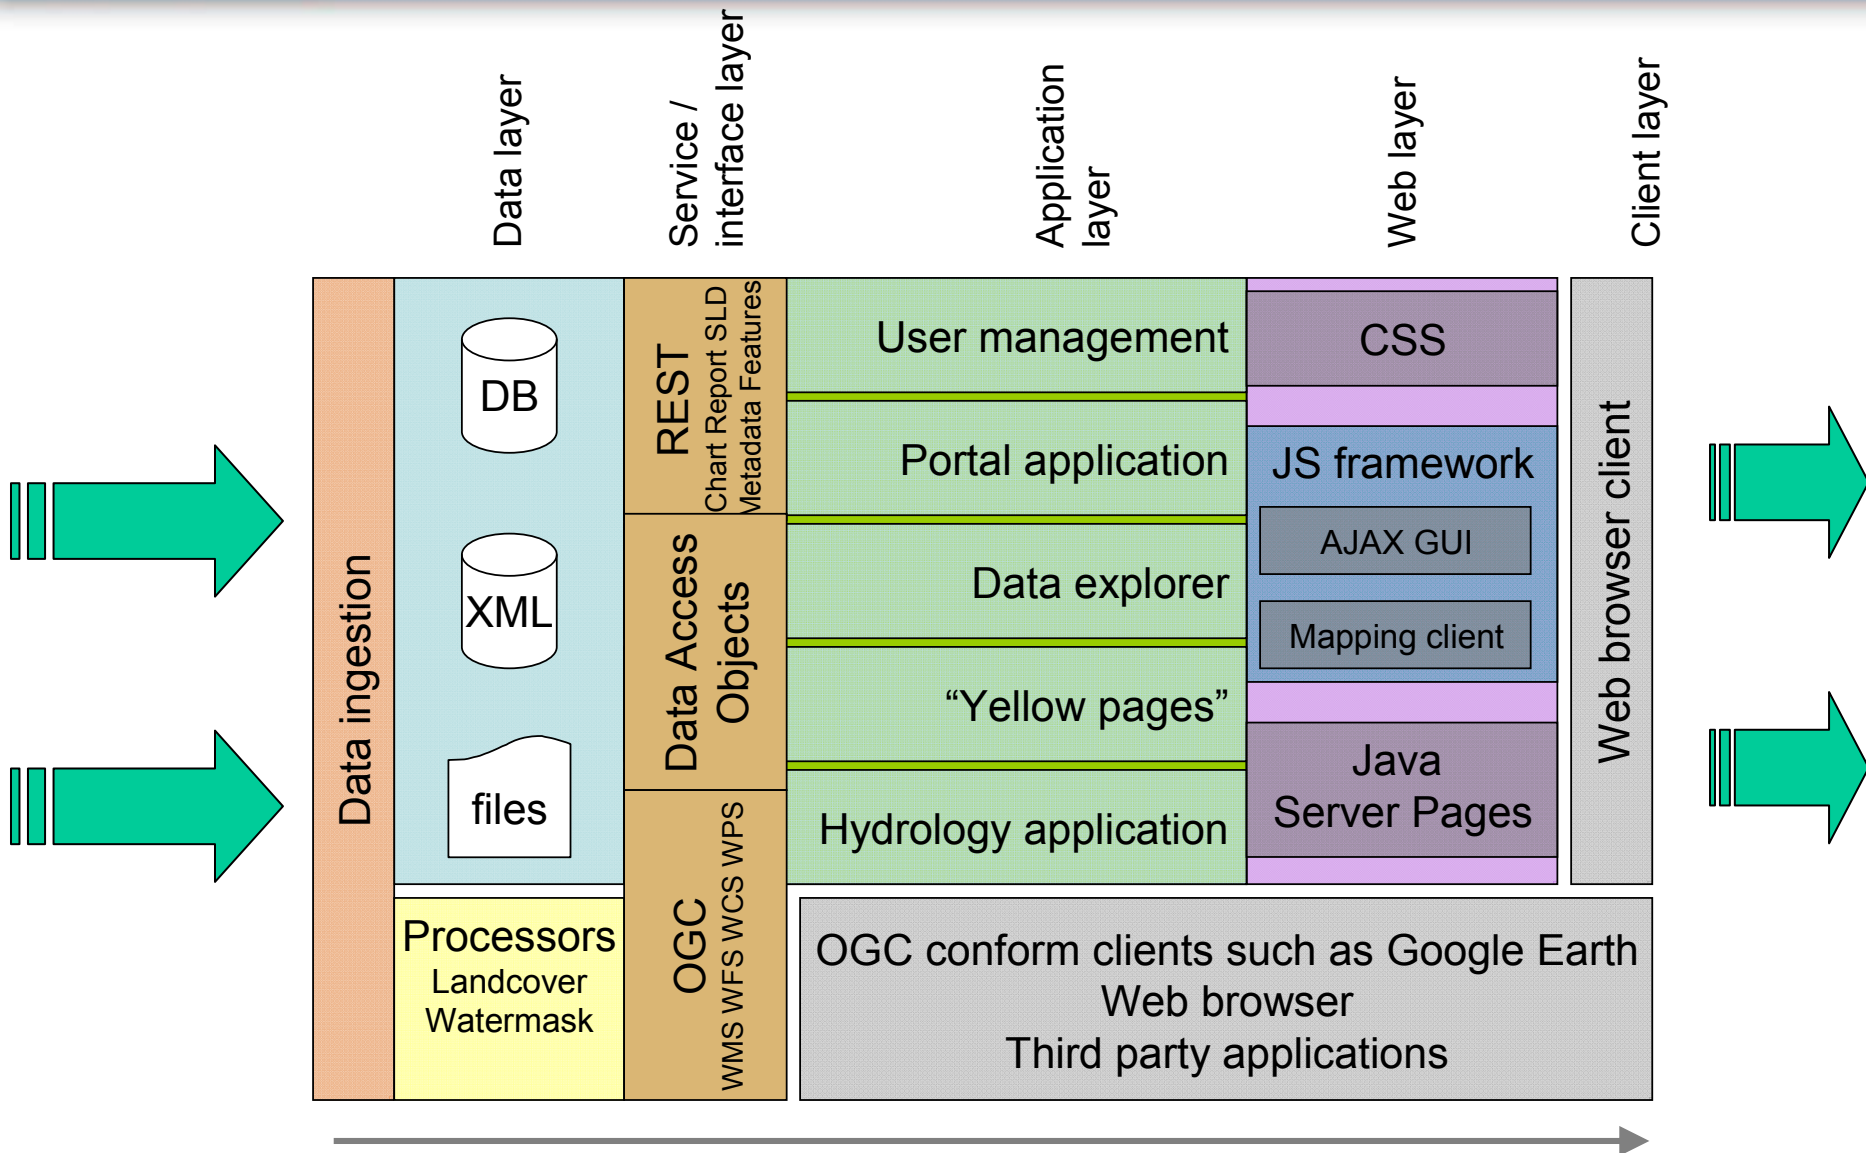 Data layer
Service /
interface layer
Application
layer
Web layer
Client layer
Data ingestion
DB
XML
files
Processors
Landcover
Watermask
REST
Chart Report SLD
Metadata Features
Data Access
Objects
OGC
WMS WFS WCS WPS
User management
Portal application
Data explorer
“Yellow pages”
Hydrology application
CSS
JS framework
AJAX GUI
Mapping client
Java
Server Pages
Web browser client
OGC conform clients such as Google Earth
Web browser
Third party applications